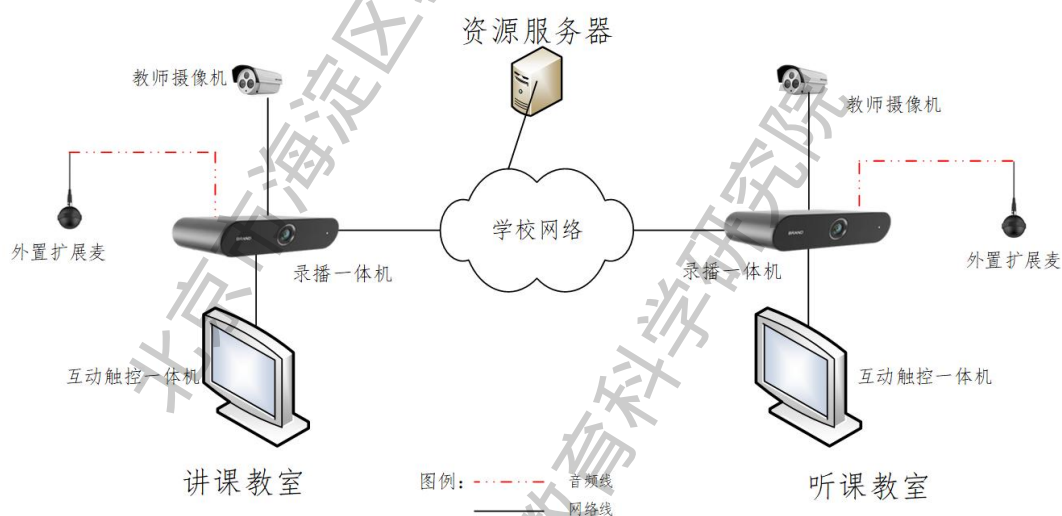 资源服务器
教师摄像机
教师摄像机
外置扩展麦
学校网络
外置扩展麦
录播一体机
录播一体机
互动触控一体机
互动触控一体机
讲课教室
听课教室
图例：
音频线
网络线
北京市海淀区
教育科学研究院